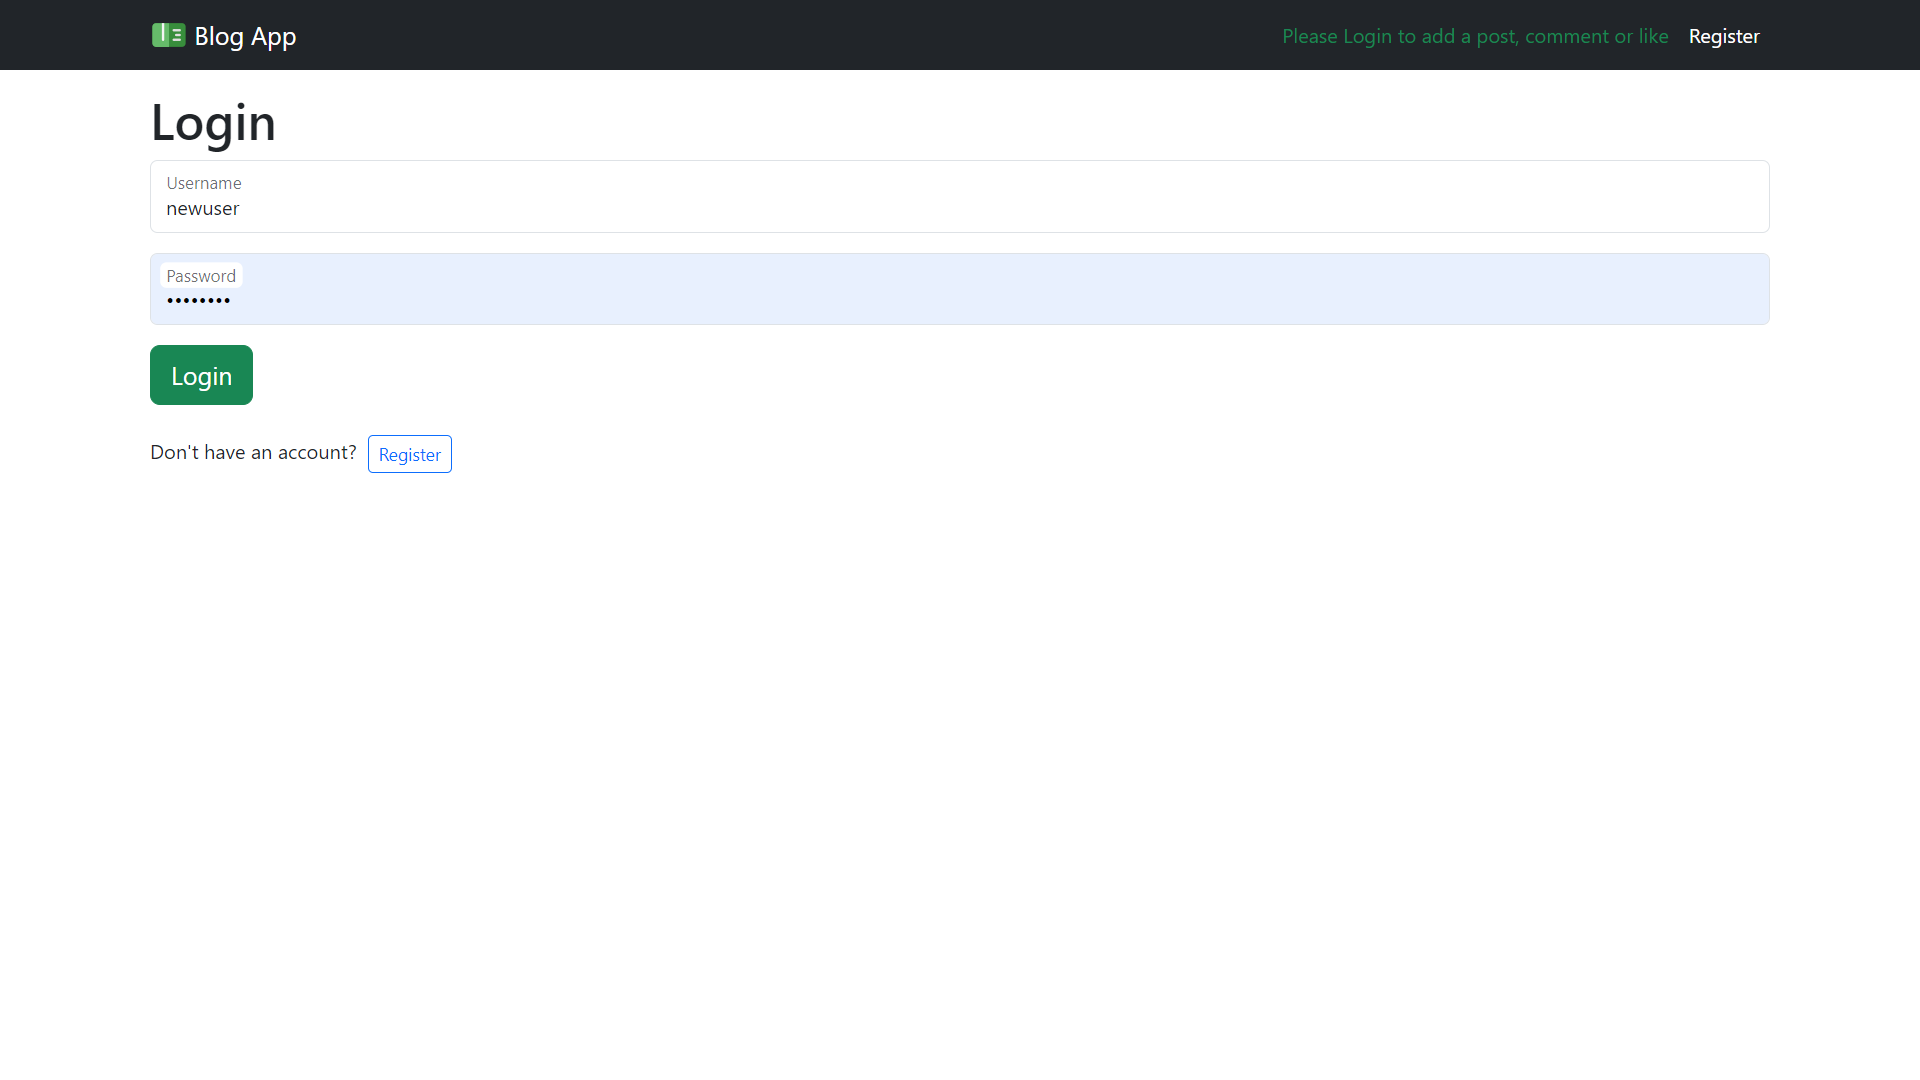 Blog App
Please Login to add a post, comment or like
Register
Login
Username
newuser
Password
••••••••
Login
Don't have an account? Register